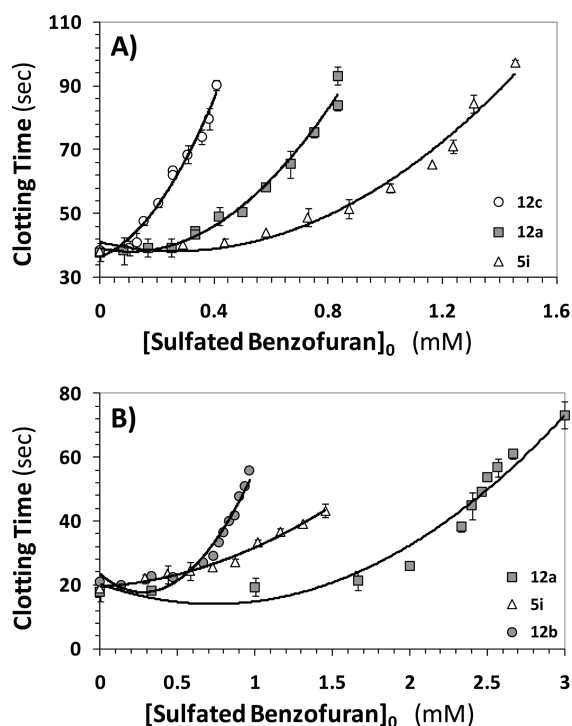 A)
110
90
70
50
30
Clotting Time (sec)
12c
12a
5i
0
0.4
0.8
1.2
1.6
[Sulfated Benzofuran]0 (mM)
B)
80
60
40
20
0
Clotting Time (sec)
12a
5i
12b
0
0.5
1
1.5
2
2.5
3
[Sulfated Benzofuran]0 (mM)